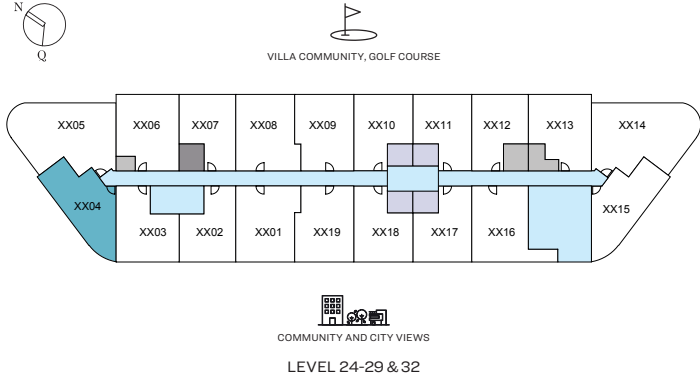 N
Q
VILLA COMMUNITY, GOLF COURSE
XX05 XX06 XX07 XX08 XX09 XX10 XX11 XX12 XX13 XX14
XX04 XX03 XX02 XX01 XX19 XX18 XX17 XX16 XX15
COMMUNITY AND CITY VIEWS
LEVEL 24-29 & 32